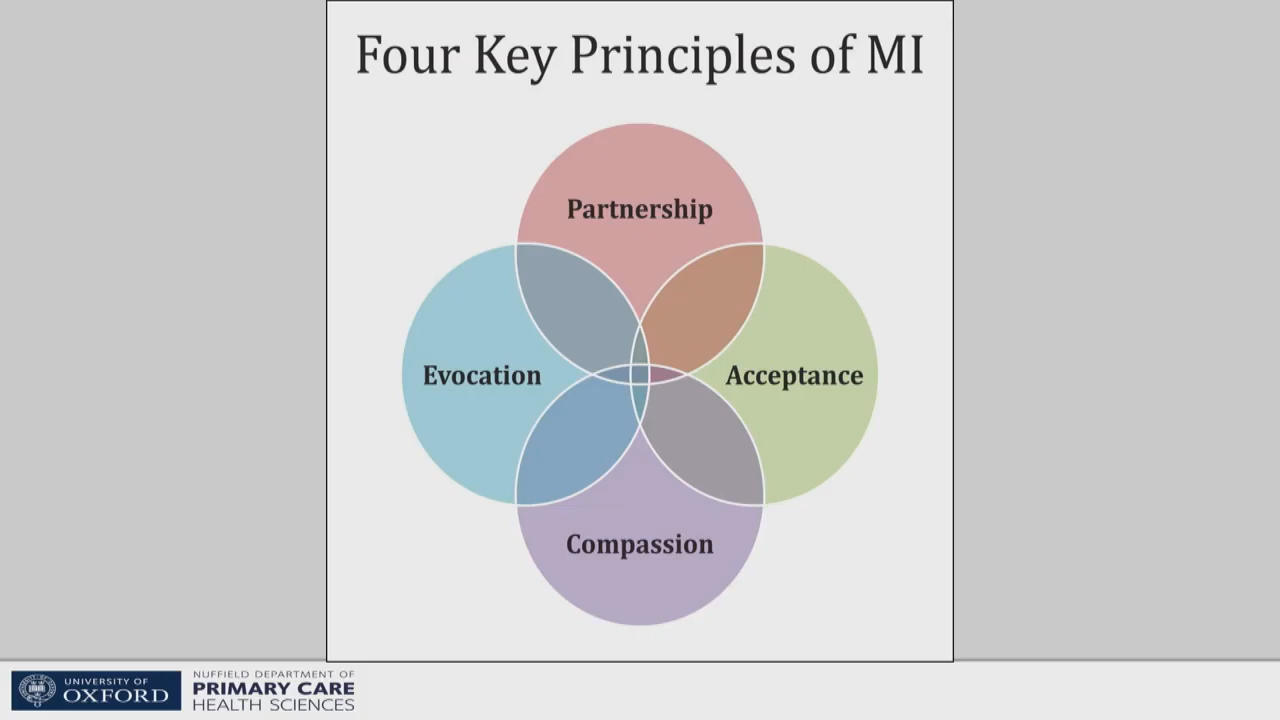 Four Key Principles of MI
Partnership
Evocation
Acceptance
Compassion
UNIVERSITY OF
OXFORD
NUFFIELD DEPARTMENT OF
PRIMARY CARE
HEALTH SCIENCES